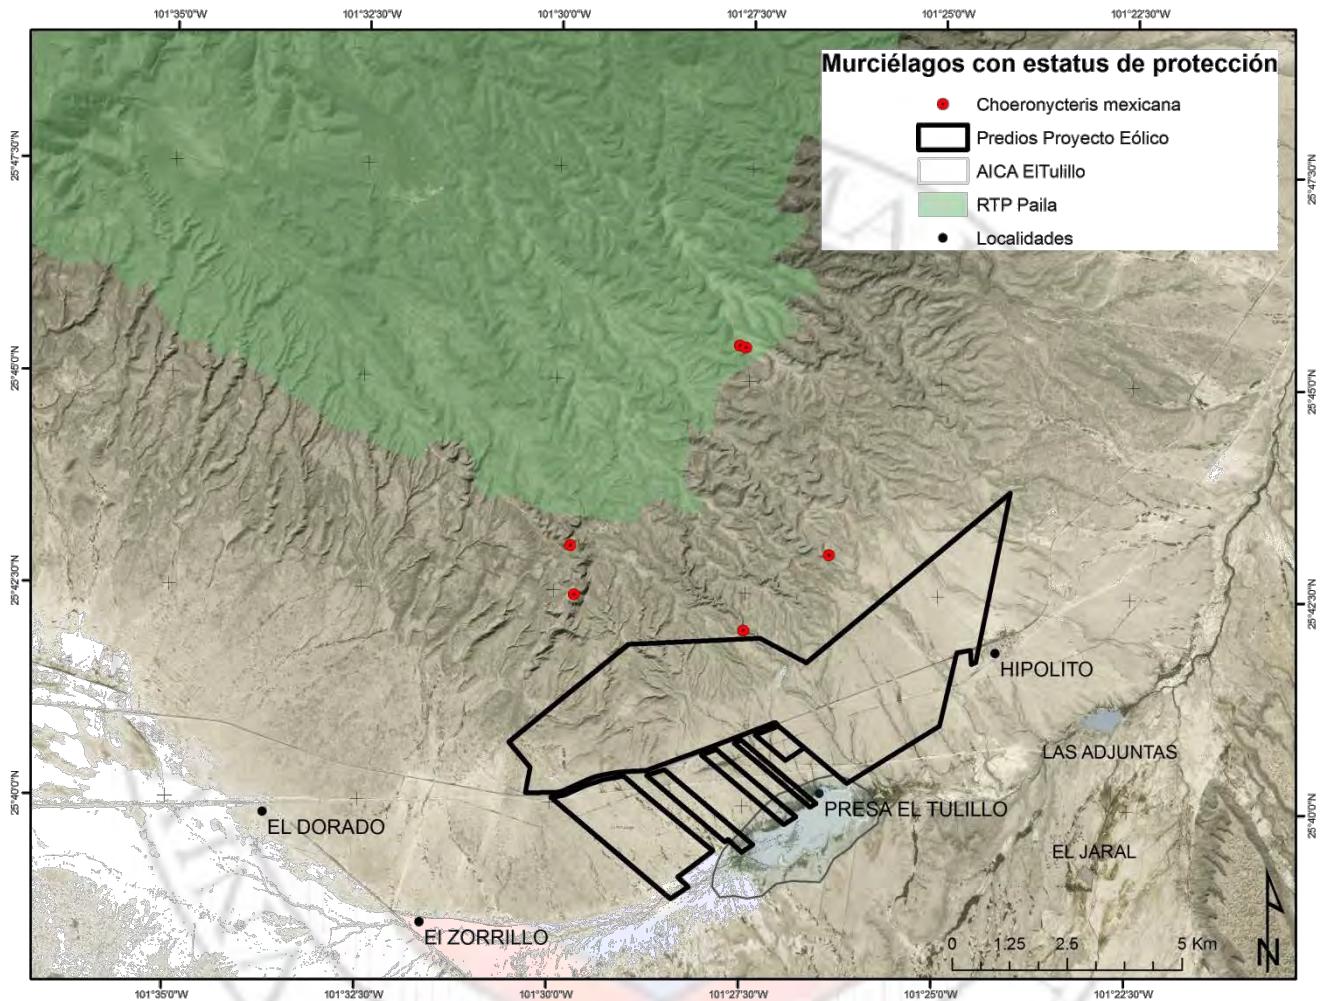 101°35'0"W 101°32'30"W 101°30'0"W 101°27'30"W 101°25'0"W 101°22'30"W
Murciélagos con estatus de protección
Choeronycteris mexicana
Predios Proyecto Eólico
AICA ElTulillo
RTP Paila
Localidades
25°47'30"N
25°47'30"N
25°45'0"N
25°45'0"N
25°42'30"N
25°42'30"N
HIPOLITO
LAS ADJUNTAS
25°40'0"N
PRESA EL TULILLO
25°40'0"N
EL DORADO
EL JARAL
El ZORRILLO
0 1.25 2.5 5 Km
N
101°35'0"W 101°32'30"W 101°30'0"W 101°27'30"W 101°25'0"W 101°22'30"W